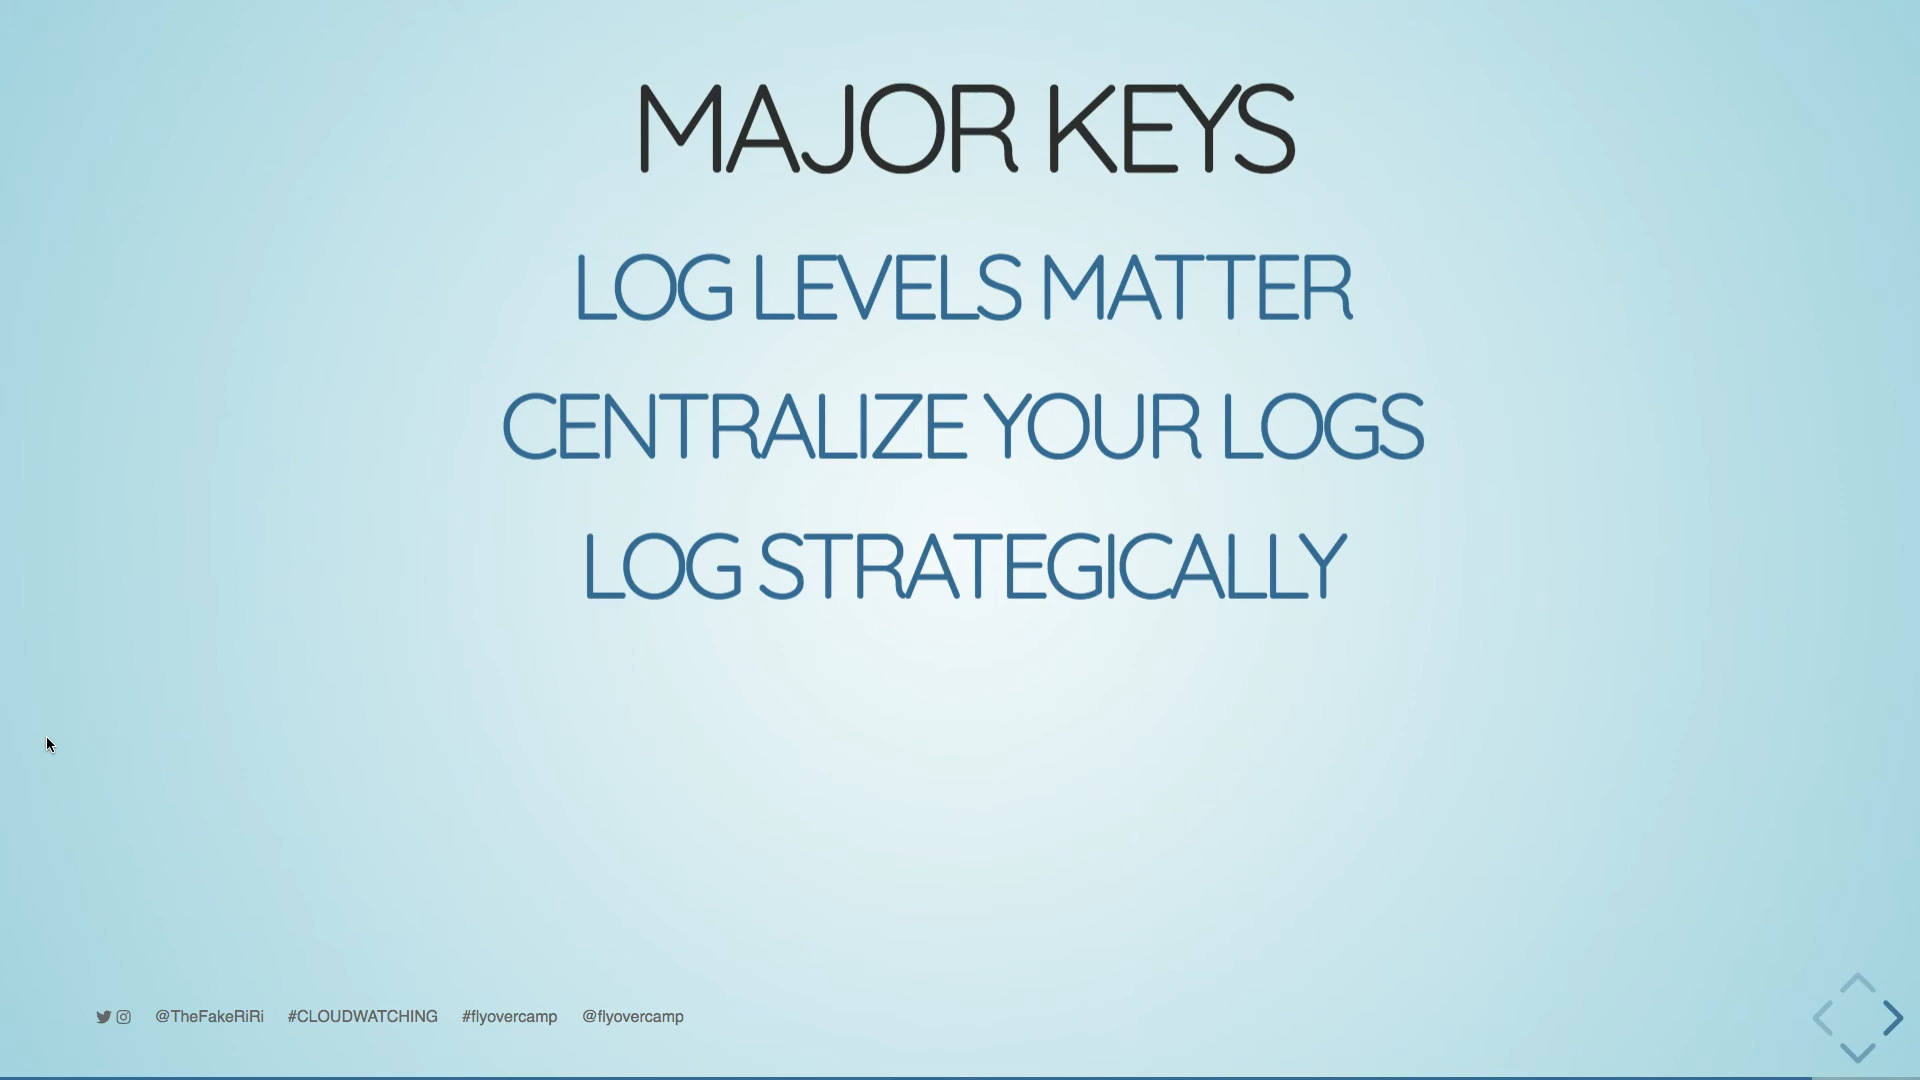 MAJOR KEYS
LOG LEVELS MATTER
CENTRALIZE YOUR LOGS
LOG STRATEGICALLY
@TheFakeRiRi #CLOUDWATCHING #flyovercamp @flyovercamp